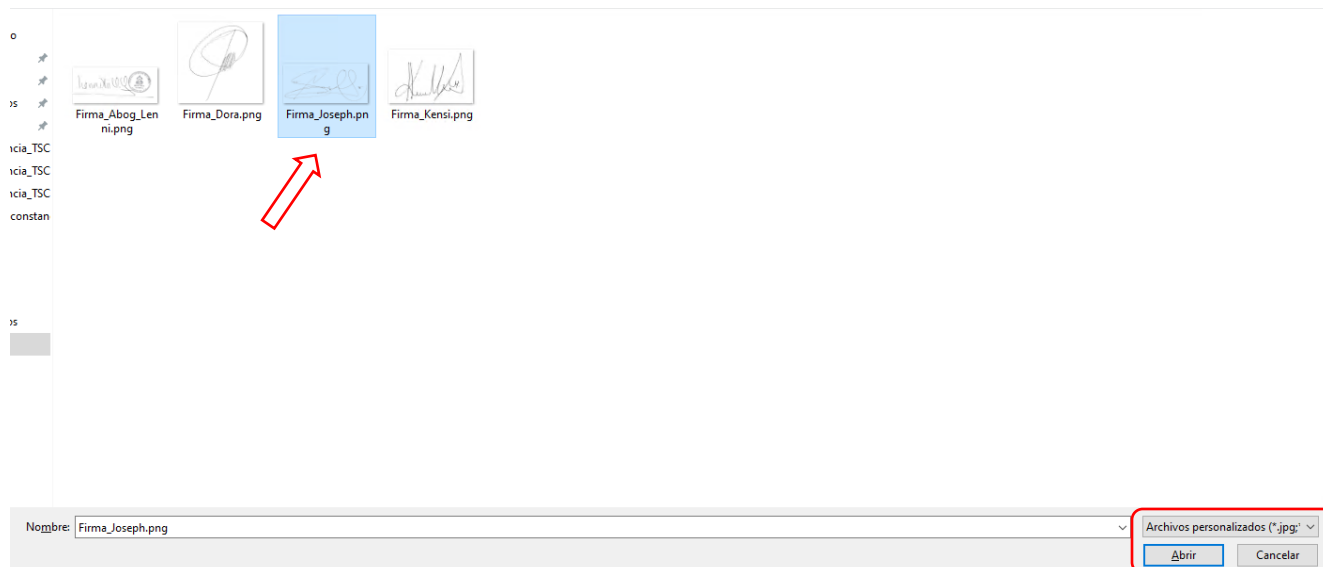 o
os
ncia_TSC
ncia_TSC
ncia_TSC
constan
os
Firma_Abog_Len
ni.png
Firma_Dora.png
Firma_Joseph.pn
g
Firma_Kensi.png
Nombre:
Firma_Joseph.png
Archivos personalizados (*.jpg;*
Abrir
Cancelar